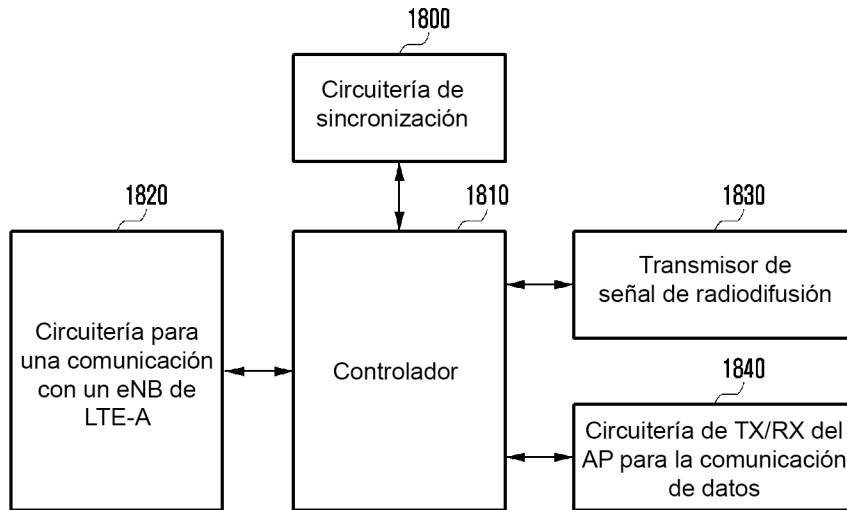 1800
Circuitería de
sincronización
1820
1810
1830
Circuitería para
una comunicación
con un eNB de
LTE-A
Controlador
Transmisor de
señal de radiodifusión
1840
Circuitería de TX/RX del
AP para la comunicación
de datos